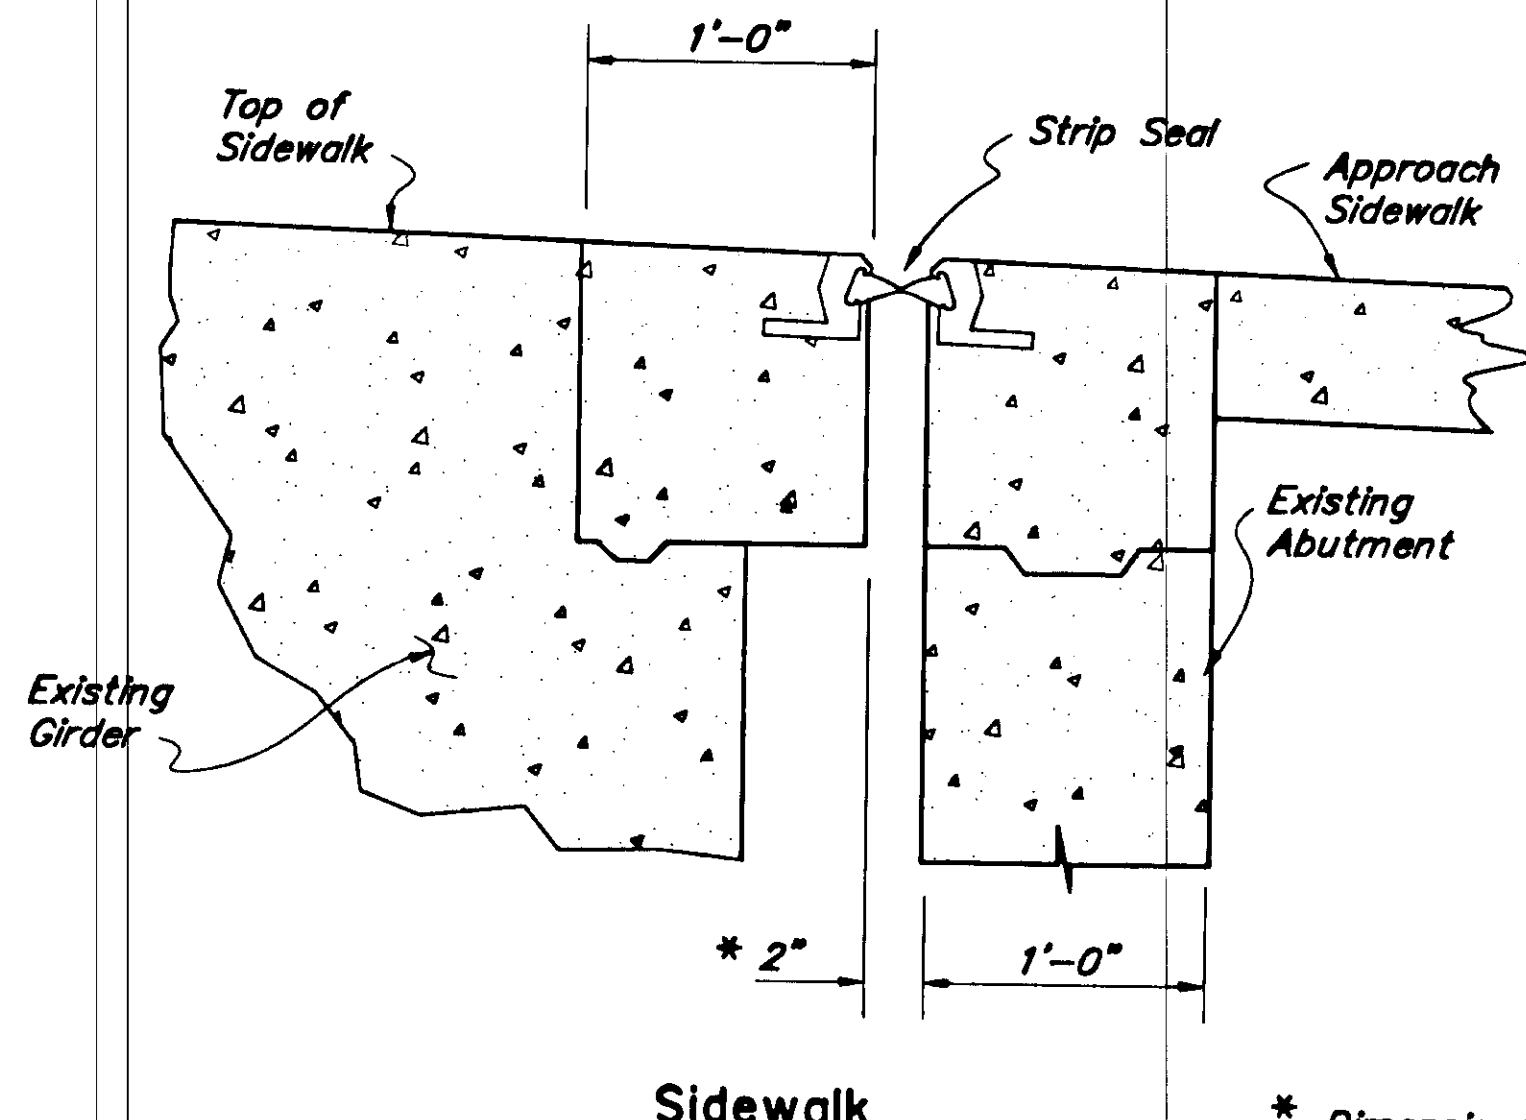 1'-0"
Top of
Sidewalk
Strip Seal
Approach
Sidewalk
Existing
Abutment
Existing
Girder
* 2"
1'-0"
Sidewalk
*